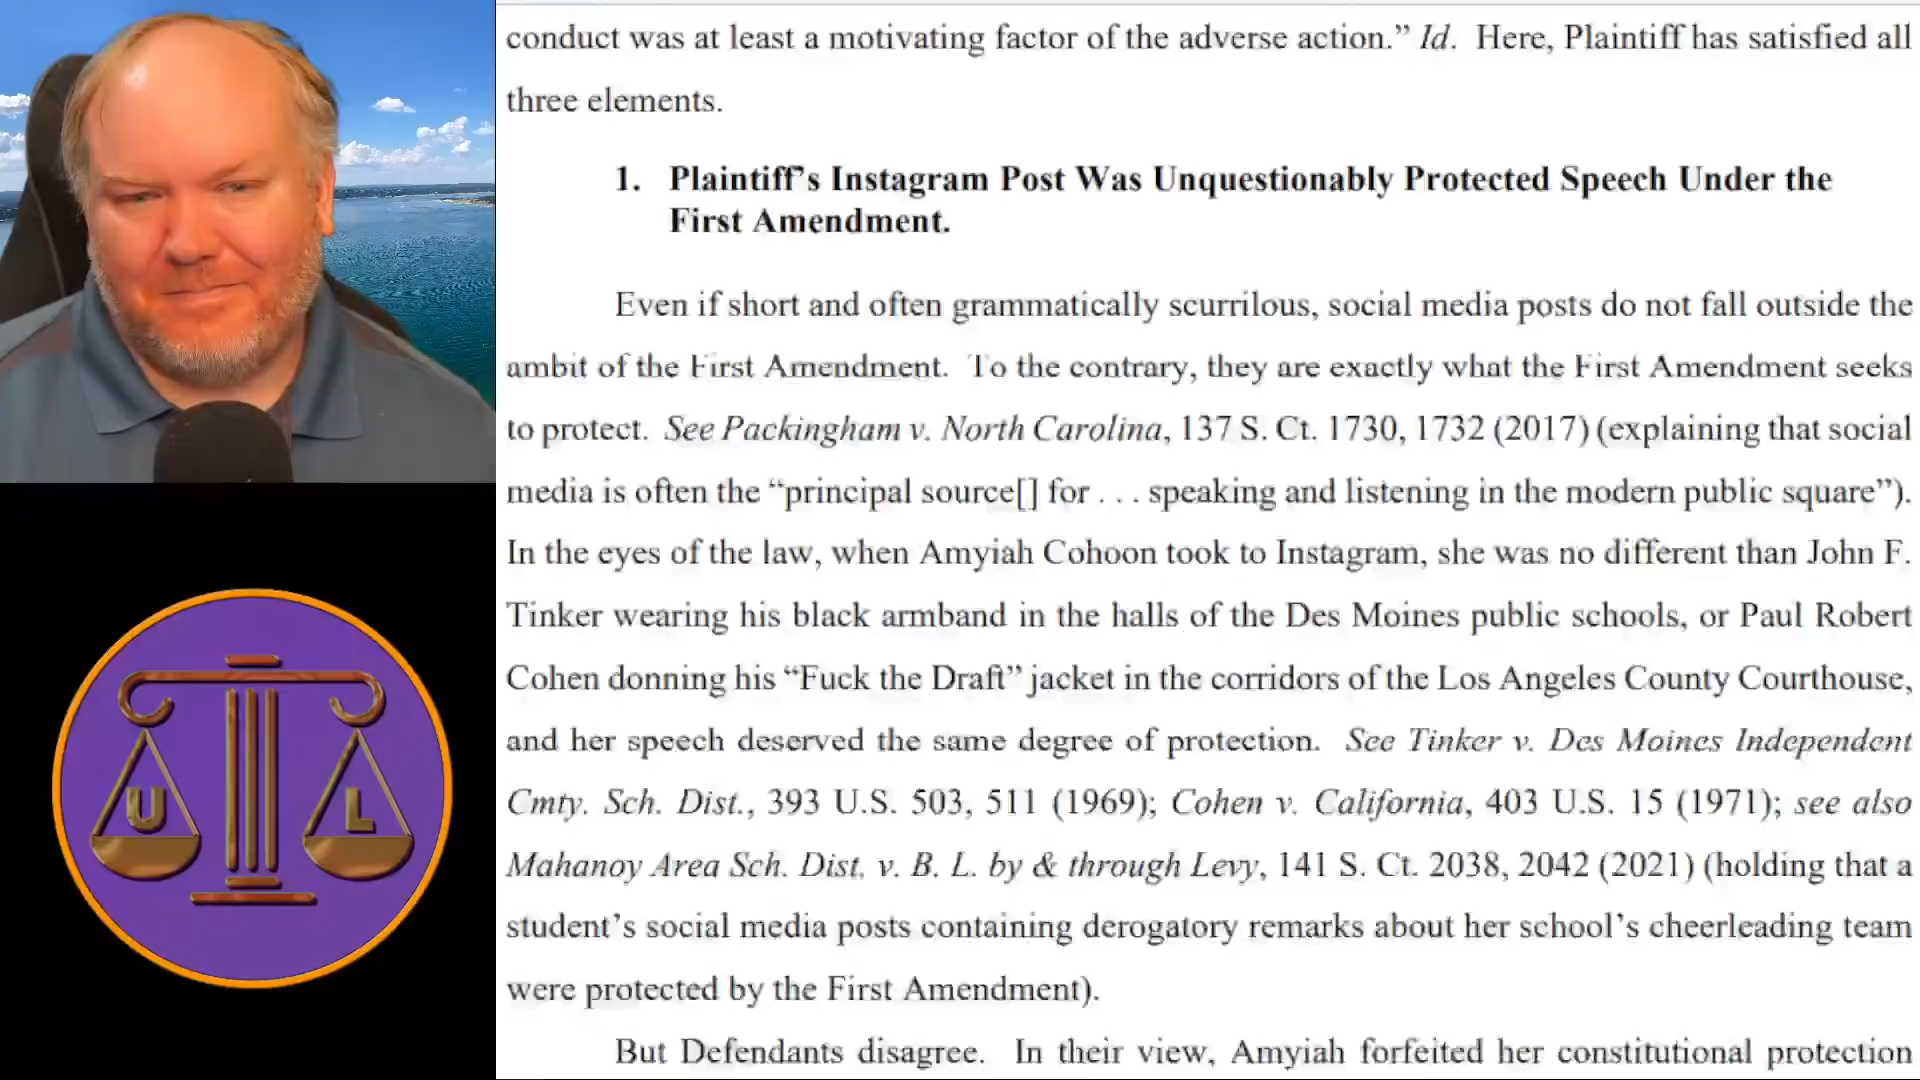 conduct was at least a motivating factor of the adverse action.” Id. Here, Plaintiff has satisfied all
three elements.
1. Plaintiff’s Instagram Post Was Unquestionably Protected Speech Under the
First Amendment.
Even if short and often grammatically scurrilous, social media posts do not fall outside the
ambit of the First Amendment. To the contrary, they are exactly what the First Amendment seeks
to protect. See Packingham v. North Carolina, 137 S. Ct. 1730, 1732 (2017) (explaining that social
media is often the “principal source[] for . . . speaking and listening in the modern public square”).
In the eyes of the law, when Amyiah Cohoon took to Instagram, she was no different than John F.
Tinker wearing his black armband in the halls of the Des Moines public schools, or Paul Robert
Cohen donning his “Fuck the Draft” jacket in the corridors of the Los Angeles County Courthouse,
and her speech deserved the same degree of protection. See Tinker v. Des Moines Independent
Cmty. Sch. Dist., 393 U.S. 503, 511 (1969); Cohen v. California, 403 U.S. 15 (1971); see also
Mahanoy Area Sch. Dist. v. B. L. by & through Levy, 141 S. Ct. 2038, 2042 (2021) (holding that a
student’s social media posts containing derogatory remarks about her school’s cheerleading team
were protected by the First Amendment).
But Defendants disagree. In their view, Amyiah forfeited her constitutional protection
U L